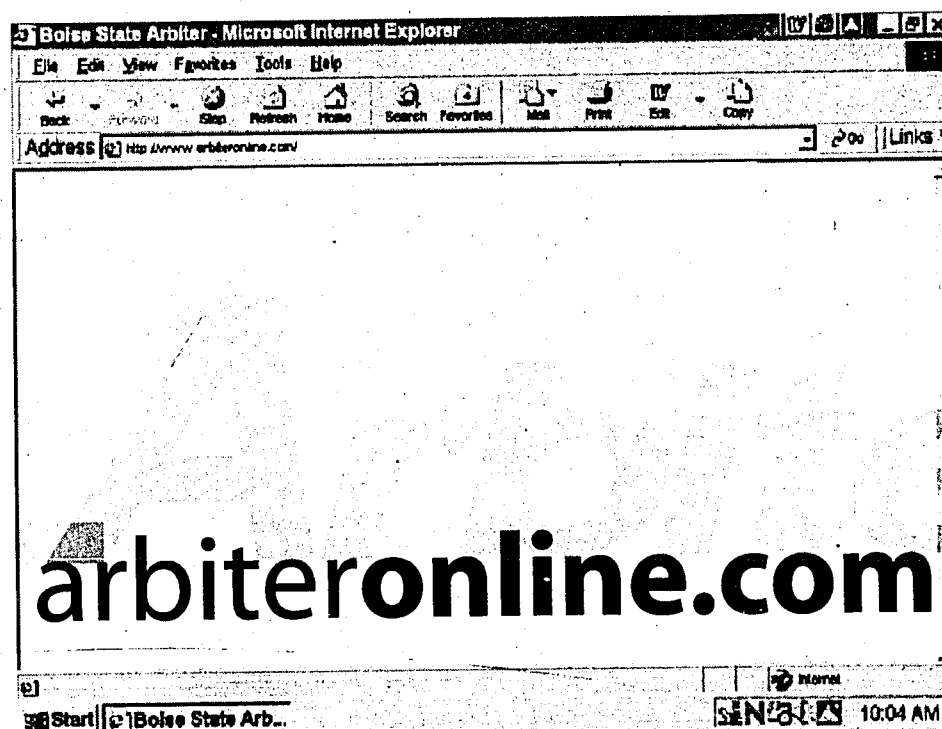 Boise State Arbiter - Microsoft Internet Explorer
File Edit View Favorites Tools Help
Back Forward Stop Refresh Home Search Favorites Mail Print Edit Copy
Address http://www.arbiteronline.com/ Go Links
arbiteronline.com
Internet
Start Boise State Arb... 10:04 AM